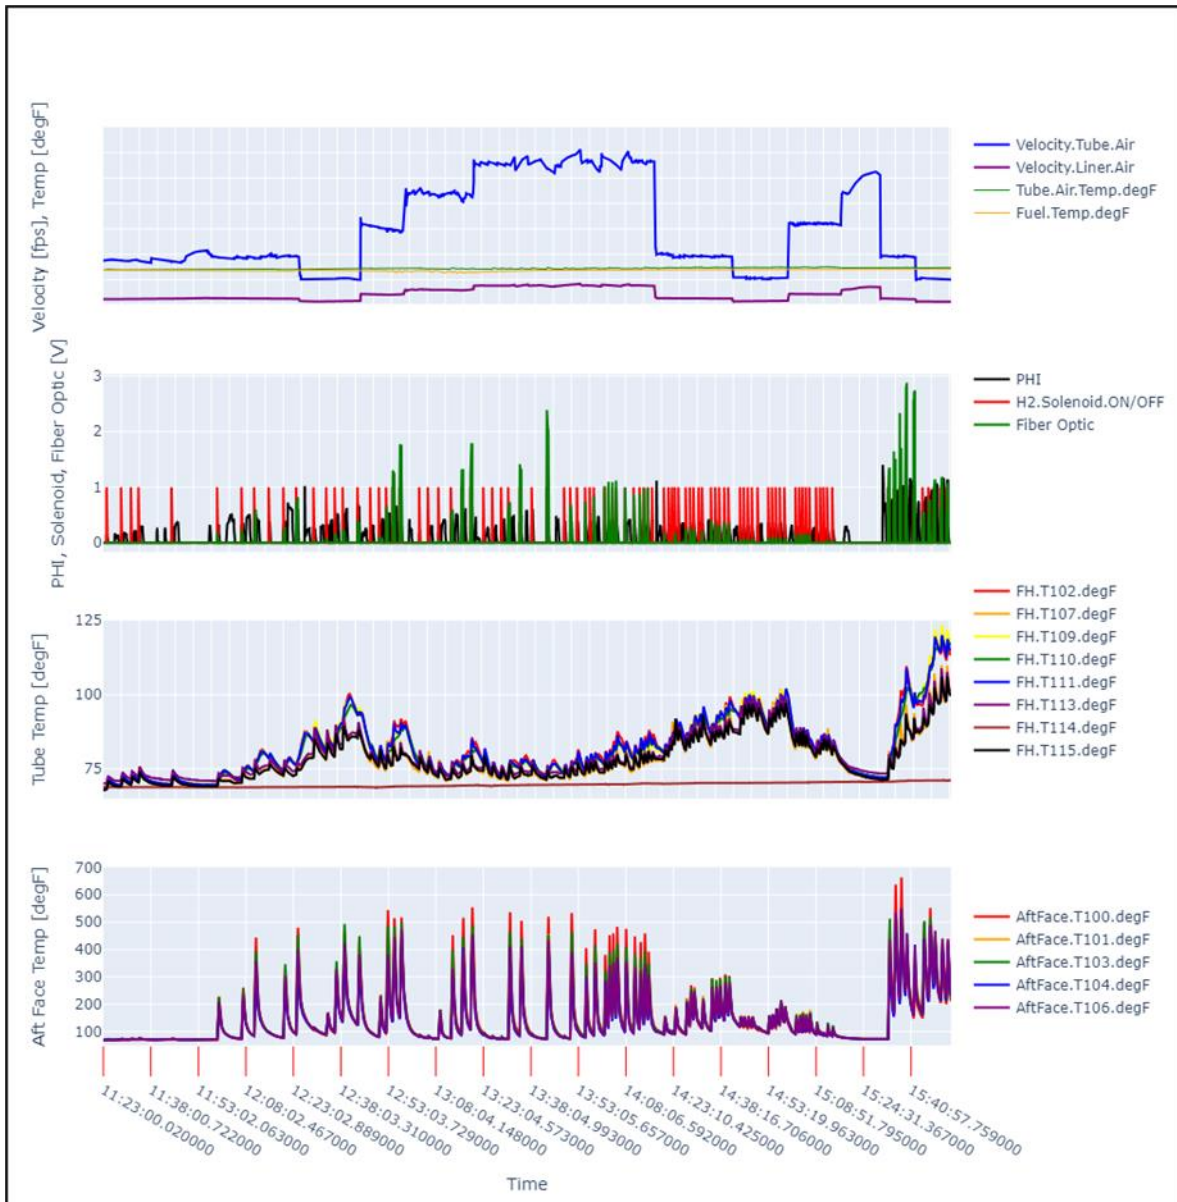 Velocity [fps], Temp [degF]
Velocity.Tube.Air
Velocity.Liner.Air
Tube.Air.Temp.degF
Fuel.Temp.degF
PHI, Solenoid, Fiber Optic [V]
3
2
1
0
PHI
H2.Solenoid.ON/OFF
Fiber Optic
Tube Temp [degF]
125
100
75
FH.T102.degF
FH.T107.degF
FH.T109.degF
FH.T110.degF
FH.T111.degF
FH.T113.degF
FH.T114.degF
FH.T115.degF
Aft Face Temp [degF]
700
600
500
400
300
200
100
AftFace.T100.degF
AftFace.T101.degF
AftFace.T103.degF
AftFace.T104.degF
AftFace.T106.degF
11:23:00.020000
11:38:00.722000
11:53:02.063000
12:08:02.467000
12:23:02.889000
12:38:03.310000
12:53:03.729000
13:08:04.148000
13:23:04.573000
13:38:04.993000
13:53:05.657000
14:08:06.592000
14:23:10.425000
14:38:16.706000
14:53:19.963000
15:08:51.795000
15:24:31.367000
15:40:57.759000
Time